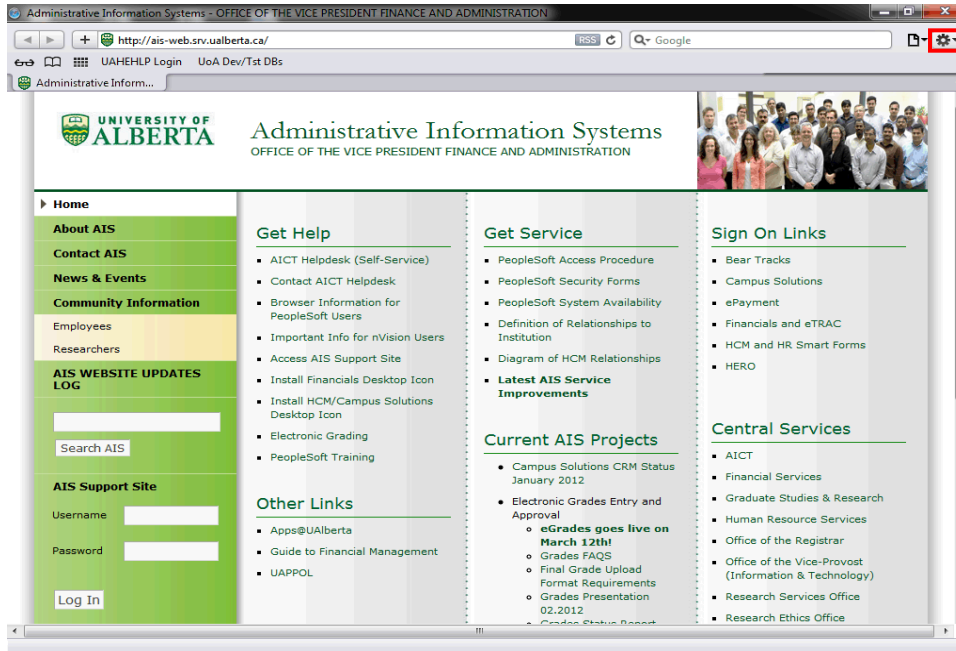 Administrative Information Systems - OFFICE OF THE VICE PRESIDENT FINANCE AND ADMINISTRATION
http://ais-web.srv.ualberta.ca/
RSS
Google
UAHEHLP Login
UoA Dev/Tst DBs
Administrative Inform...
UNIVERSITY OF
ALBERTA
Administrative Information Systems
OFFICE OF THE VICE PRESIDENT FINANCE AND ADMINISTRATION
Home
About AIS
Contact AIS
News & Events
Community Information
Employees
Researchers
AIS WEBSITE UPDATES
LOG
Search AIS
AIS Support Site
Username
Password
Log In
Get Help
AICT Helpdesk (Self-Service)
Contact AICT Helpdesk
Browser Information for
PeopleSoft Users
Important Info for nVision Users
Access AIS Support Site
Install Financials Desktop Icon
Install HCM/Campus Solutions
Desktop Icon
Electronic Grading
PeopleSoft Training
Other Links
Apps@UAlberta
Guide to Financial Management
UAPPOL
Get Service
PeopleSoft Access Procedure
PeopleSoft Security Forms
PeopleSoft System Availability
Definition of Relationships to
Institution
Diagram of HCM Relationships
Latest AIS Service
Improvements
Current AIS Projects
Campus Solutions CRM Status
January 2012
Electronic Grades Entry and
Approval
eGrades goes live on
March 12th!
Grades FAQS
Final Grade Upload
Format Requirements
Grades Presentation
02.2012
Grades Status Report
Sign On Links
Bear Tracks
Campus Solutions
ePayment
Financials and eTRAC
HCM and HR Smart Forms
HERO
Central Services
AICT
Financial Services
Graduate Studies & Research
Human Resource Services
Office of the Registrar
Office of the Vice-Provost
(Information & Technology)
Research Services Office
Research Ethics Office